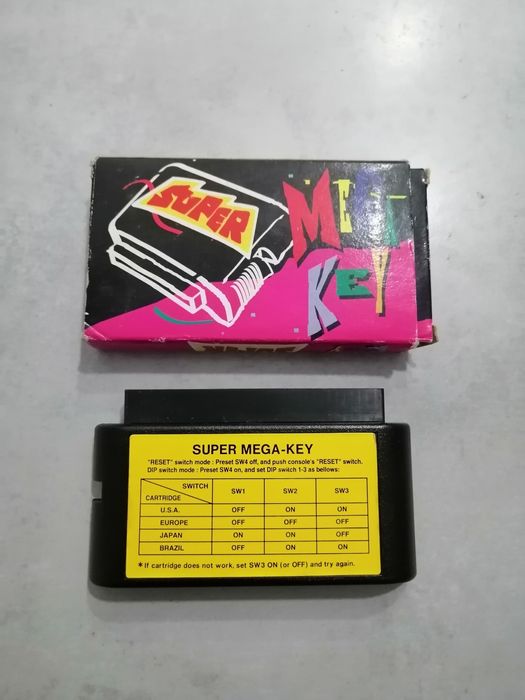 SUPER
MEGA
KEY
SUPER MEGA-KEY
"RESET" switch mode : Preset SW4 off, and push console's "RESET" switch.
DIP switch mode : Preset SW4 on, and set DIP switch 1-3 as bellows:
SWITCH
CARTRIDGE SW1 SW2 SW3
U.S.A. OFF ON ON
EUROPE OFF OFF OFF
JAPAN ON ON OFF
BRAZIL OFF ON ON
*If cartridge does not work, set SW3 ON (or OFF) and try again.